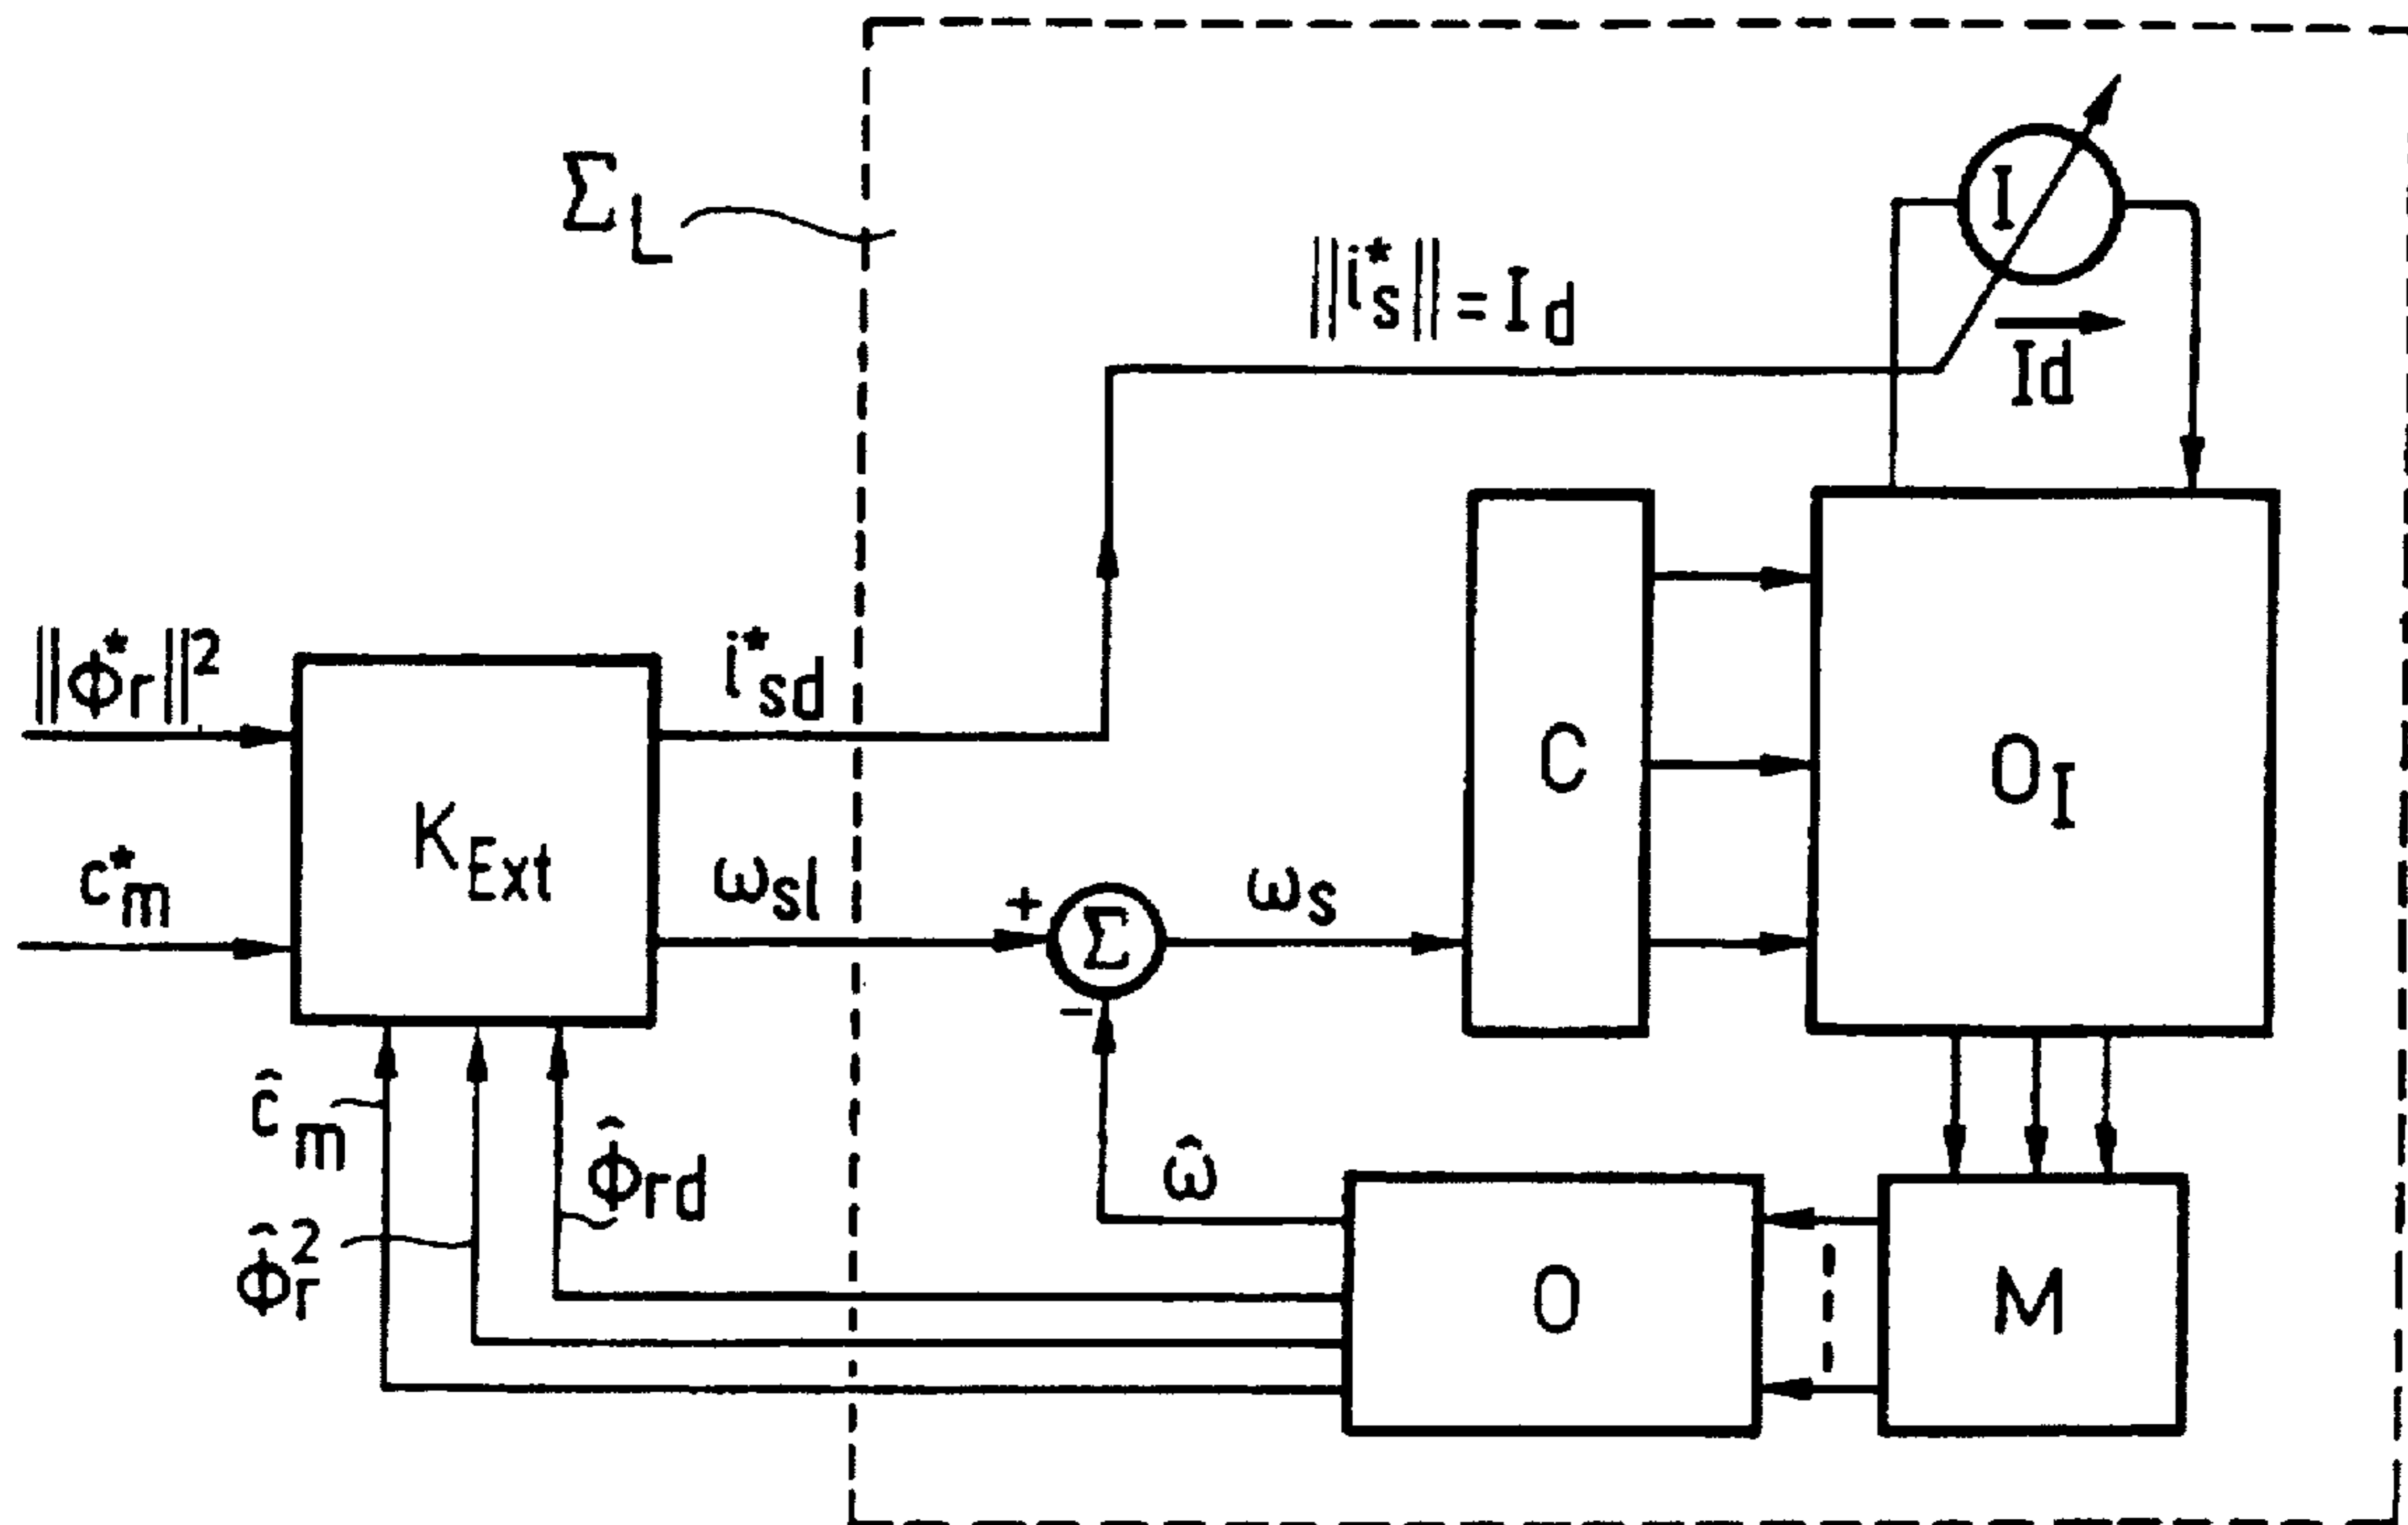 Σ_L
I
‖i*_s‖ = I_d
Id
‖Φ*_r‖²
i*_sd
K_Ext
C
O_I
c*_m
ω_sl
+
Σ
ω_s
-
ĉ_m
Φ̂_rd
ω̂
Φ̂²_r
O
M